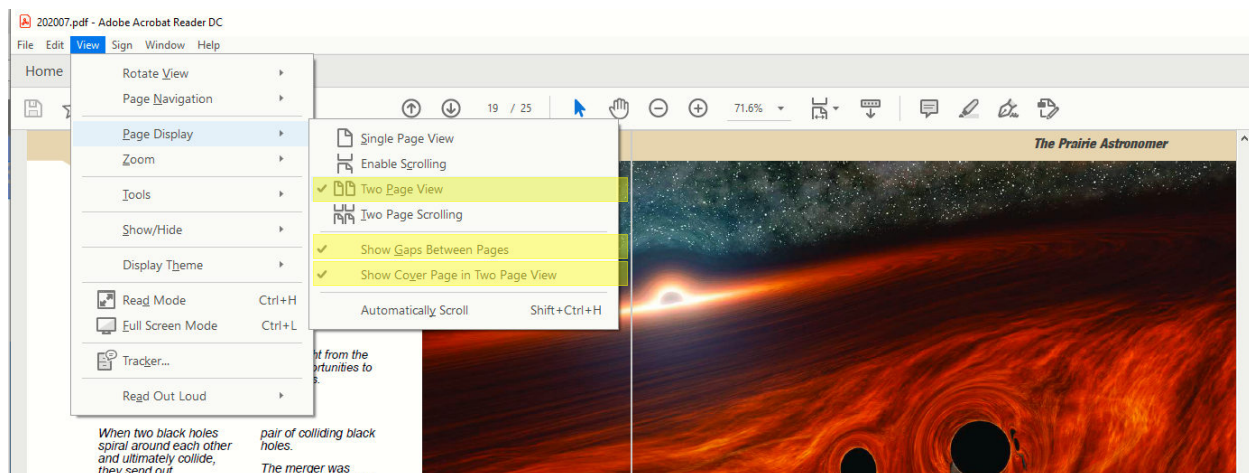 202007.pdf - Adobe Acrobat Reader DC
File Edit View Sign Window Help
Home
19 / 25 71.6%
Rotate View
Page Navigation
Page Display
Zoom
Tools
Show/Hide
Display Theme
Read Mode Ctrl+H
Full Screen Mode Ctrl+L
Tracker...
Read Out Loud
Single Page View
Enable Scrolling
Two Page View
Two Page Scrolling
Show Gaps Between Pages
Show Cover Page in Two Page View
Automatically Scroll Shift+Ctrl+H
The Prairie Astronomer
from the
to
When two black holes
spiral around each other
and ultimately collide,
they send out
pair of colliding black
holes.
The merger was